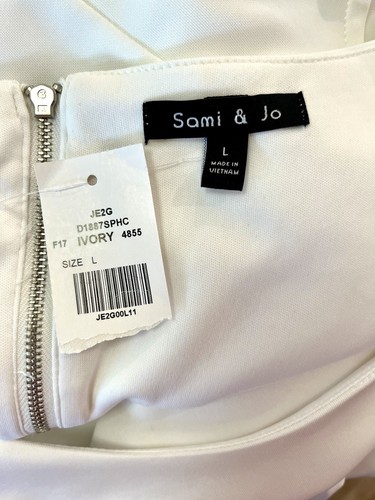 Sami & Jo
L
MADE IN
VIETNAM
JE2G
D1887SPHC
F17 IVORY 4855
SIZE L
JE2G00L11